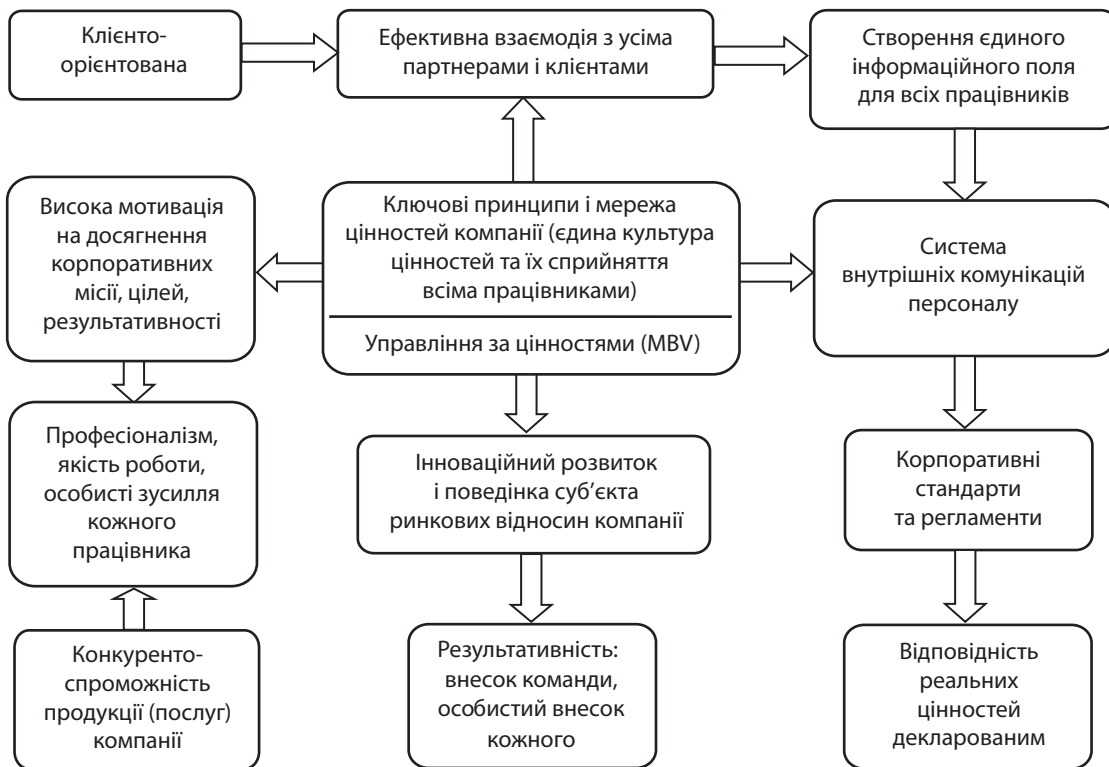 Клієнто-
орієнтована
Ефективна взаємодія з усіма
партнерами і клієнтами
Створення єдиного
інформаційного поля
для всіх працівників
Висока мотивація
на досягнення
корпоративних
місії, цілей,
результативності
Ключові принципи і мережа
цінностей компанії (єдина культура
цінностей та їх сприйняття
всіма працівниками)
Управління за цінностями (MBV)
Система
внутрішніх комунікацій
персоналу
Професіоналізм,
якість роботи,
особисті зусилля
кожного
працівника
Інноваційний розвиток
і поведінка суб’єкта
ринкових відносин компанії
Корпоративні
стандарти
та регламенти
Конкуренто-
спроможність
продукції (послуг)
компанії
Результативність:
внесок команди,
особистий внесок
кожного
Відповідність
реальних
цінностей
декларованим